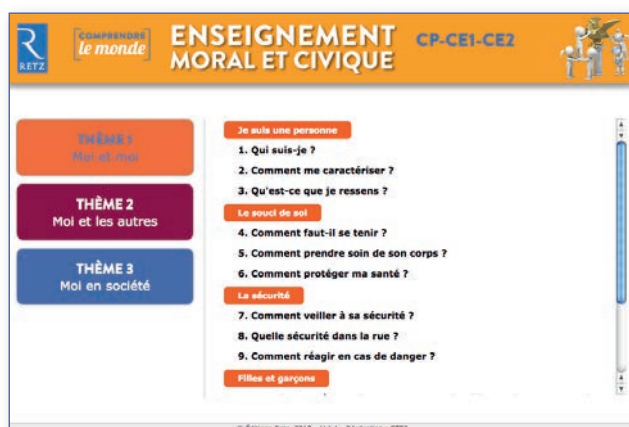 RETZ
COMPRENDRE
le monde
ENSEIGNEMENT
MORAL ET CIVIQUE
CP-CE1-CE2
THÈME 1
Moi et moi
THÈME 2
Moi et les autres
THÈME 3
Moi en société
Je suis une personne
1. Qui suis-je ?
2. Comment me caractériser ?
3. Qu'est-ce que je ressens ?
Le souci de soi
4. Comment faut-il se tenir ?
5. Comment prendre soin de son corps ?
6. Comment protéger ma santé ?
La sécurité
7. Comment veiller à sa sécurité ?
8. Quelle sécurité dans la rue ?
9. Comment réagir en cas de danger ?
Filles et garçons